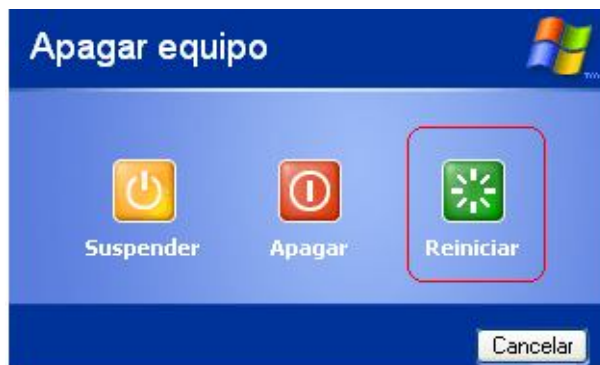 Apagar equipo
Suspender
Apagar
Reiniciar
Cancelar